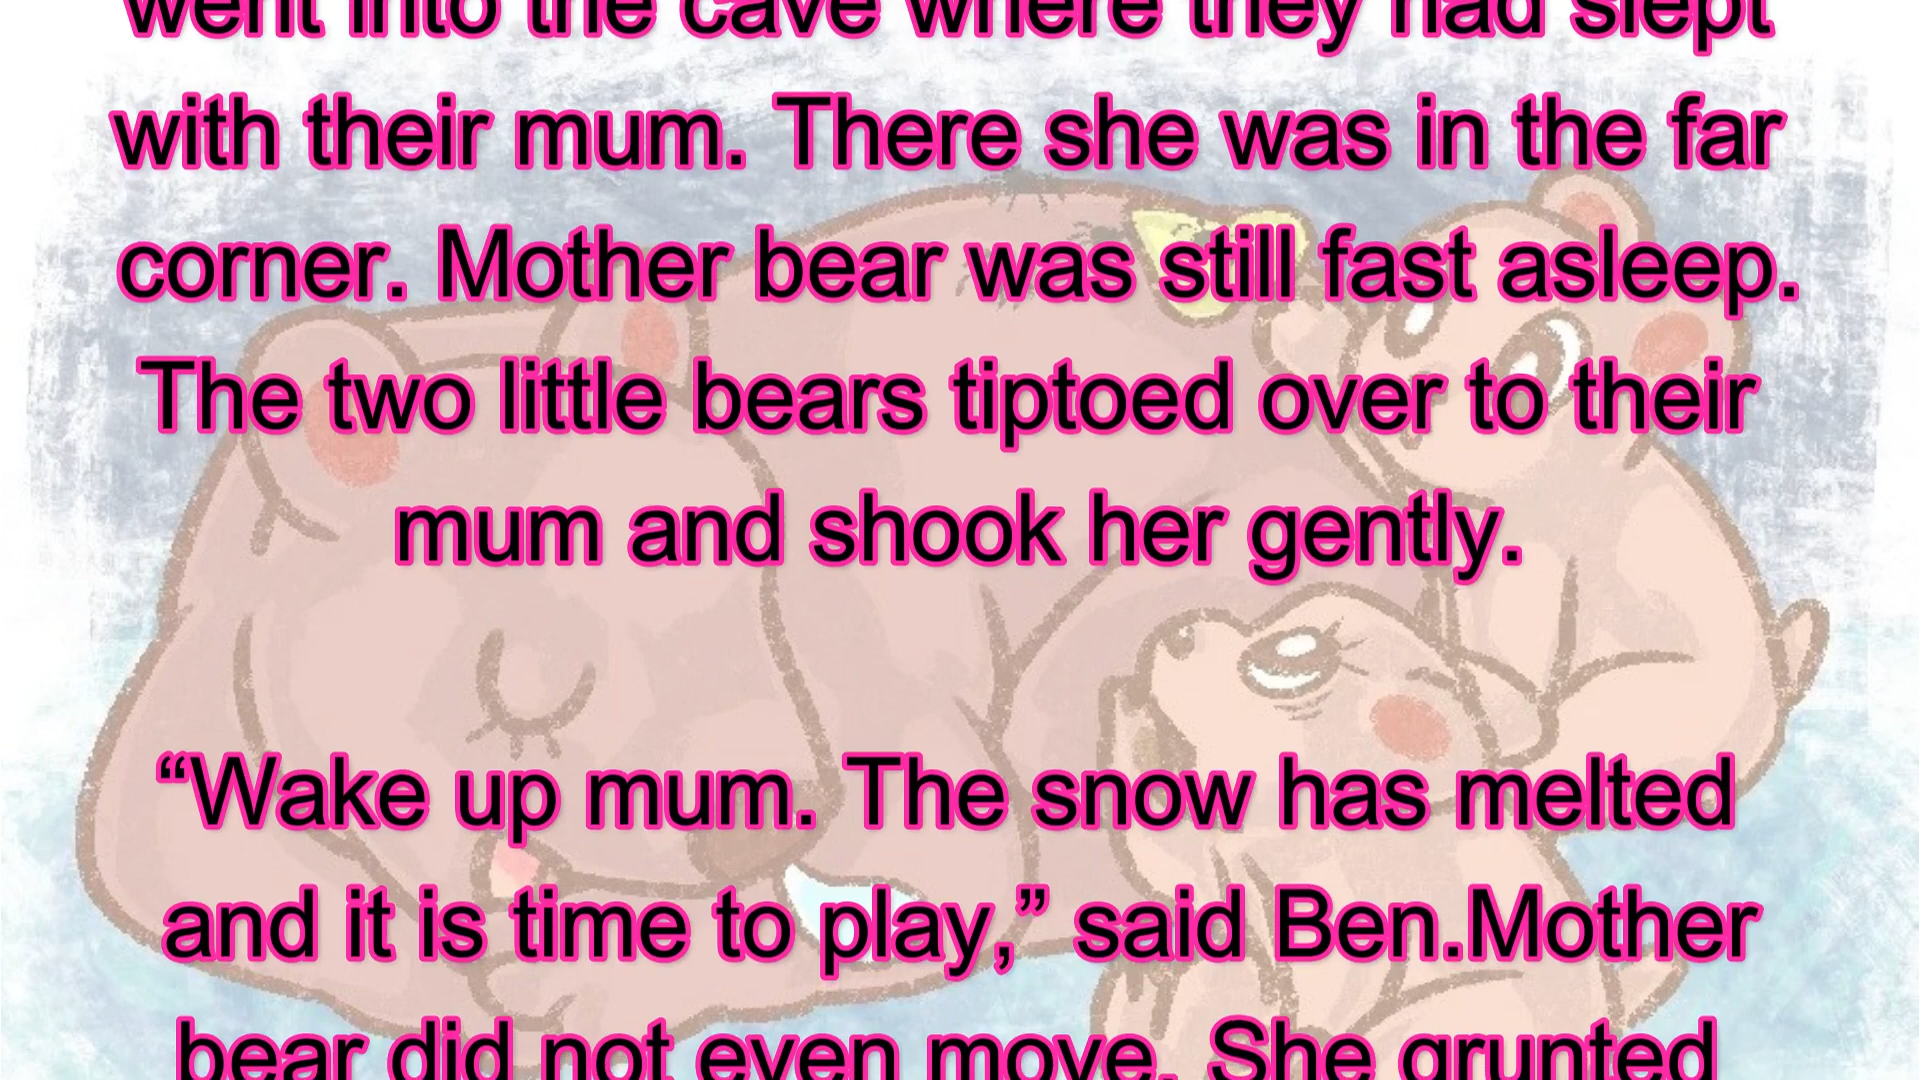 went into the cave where they had slept
with their mum. There she was in the far
corner. Mother bear was still fast asleep.
The two little bears tiptoed over to their
mum and shook her gently.
“Wake up mum. The snow has melted
and it is time to play,” said Ben.Mother
bear did not even move. She grunted